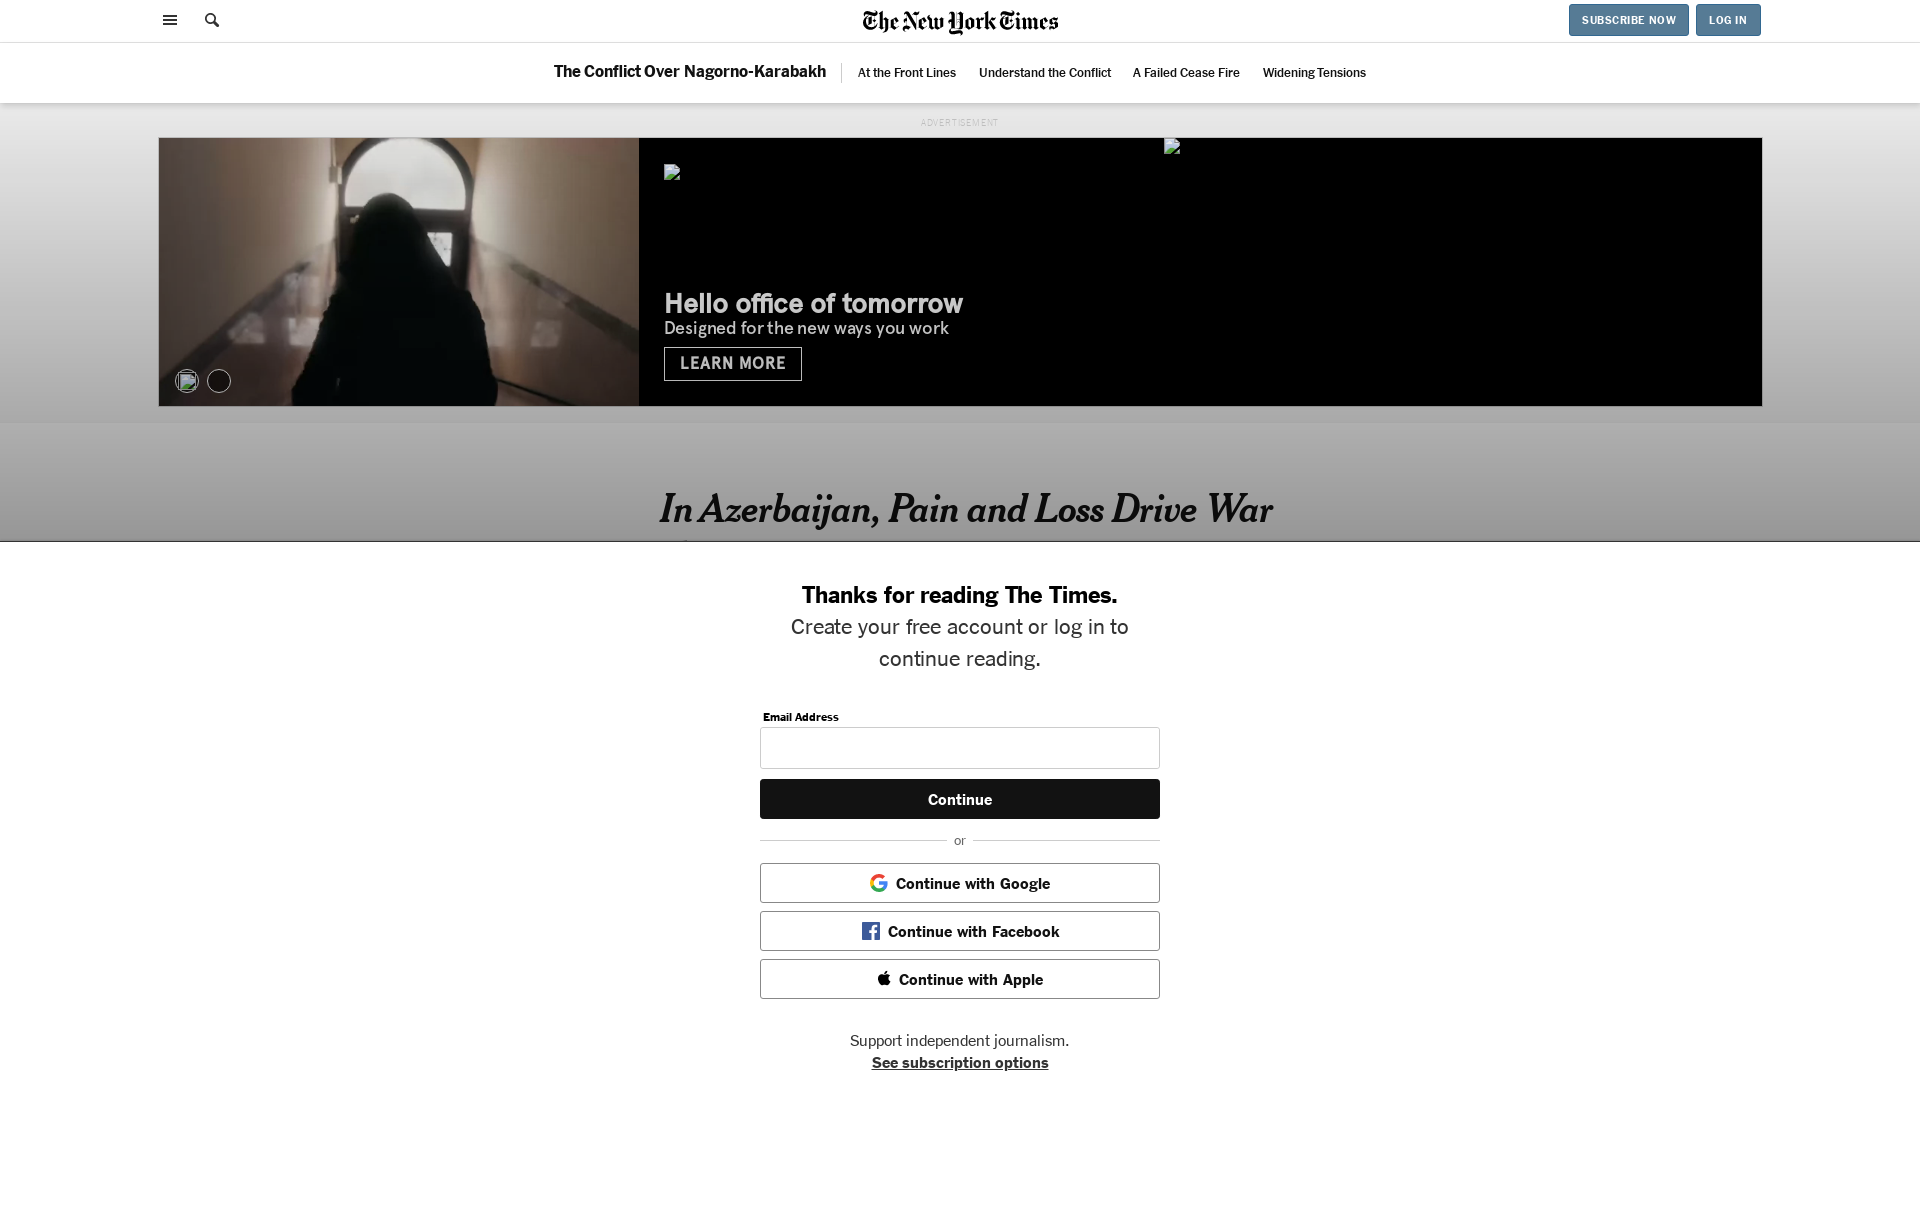 The New York Times
SUBSCRIBE NOW
LOG IN
The Conflict Over Nagorno-Karabakh
At the Front Lines
Understand the Conflict
A Failed Cease Fire
Widening Tensions
ADVERTISEMENT
Hello office of tomorrow
Designed for the new ways you work
LEARN MORE
In Azerbaijan, Pain and Loss Drive War
Thanks for reading The Times.
Create your free account or log in to
continue reading.
Email Address
Continue
or
Continue with Google
Continue with Facebook
Continue with Apple
Support independent journalism.
See subscription options